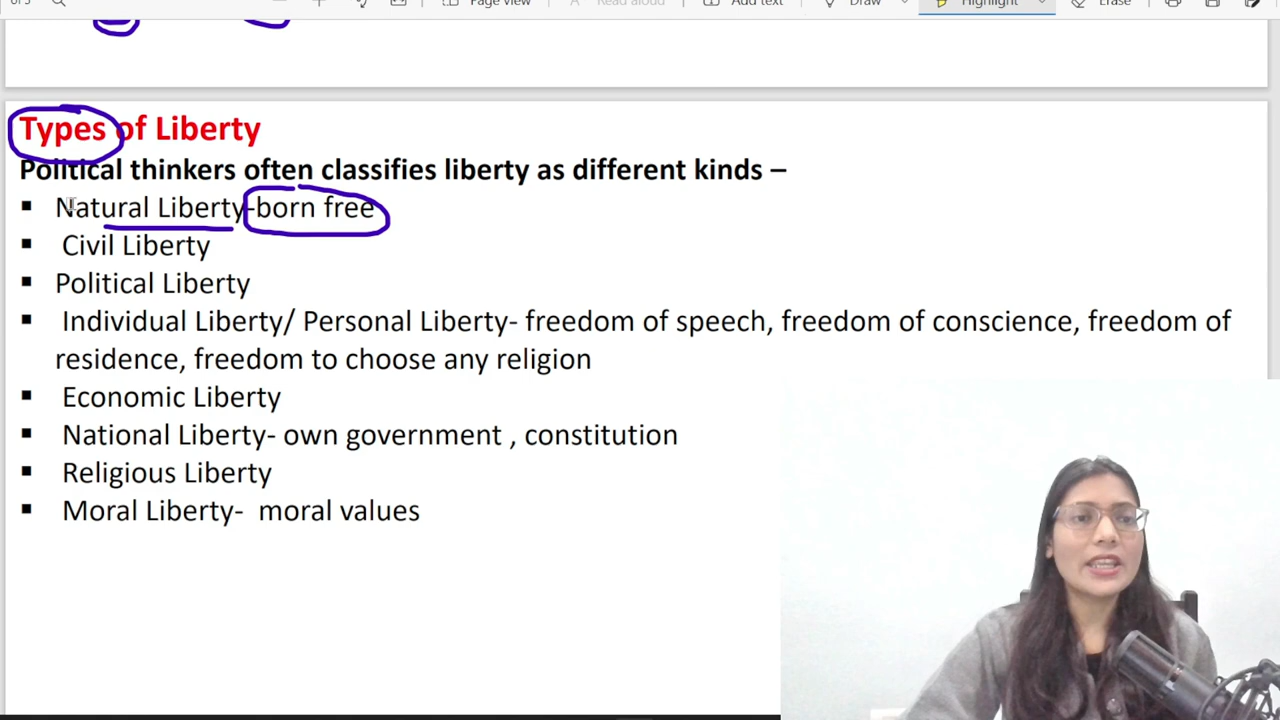 of 5 Page view Read aloud Add text Draw Highlight Erase
Types of Liberty
Political thinkers often classifies liberty as different kinds –
▪ Natural Liberty-born free
▪ Civil Liberty
▪ Political Liberty
▪ Individual Liberty/ Personal Liberty- freedom of speech, freedom of conscience, freedom of
residence, freedom to choose any religion
▪ Economic Liberty
▪ National Liberty- own government , constitution
▪ Religious Liberty
▪ Moral Liberty- moral values